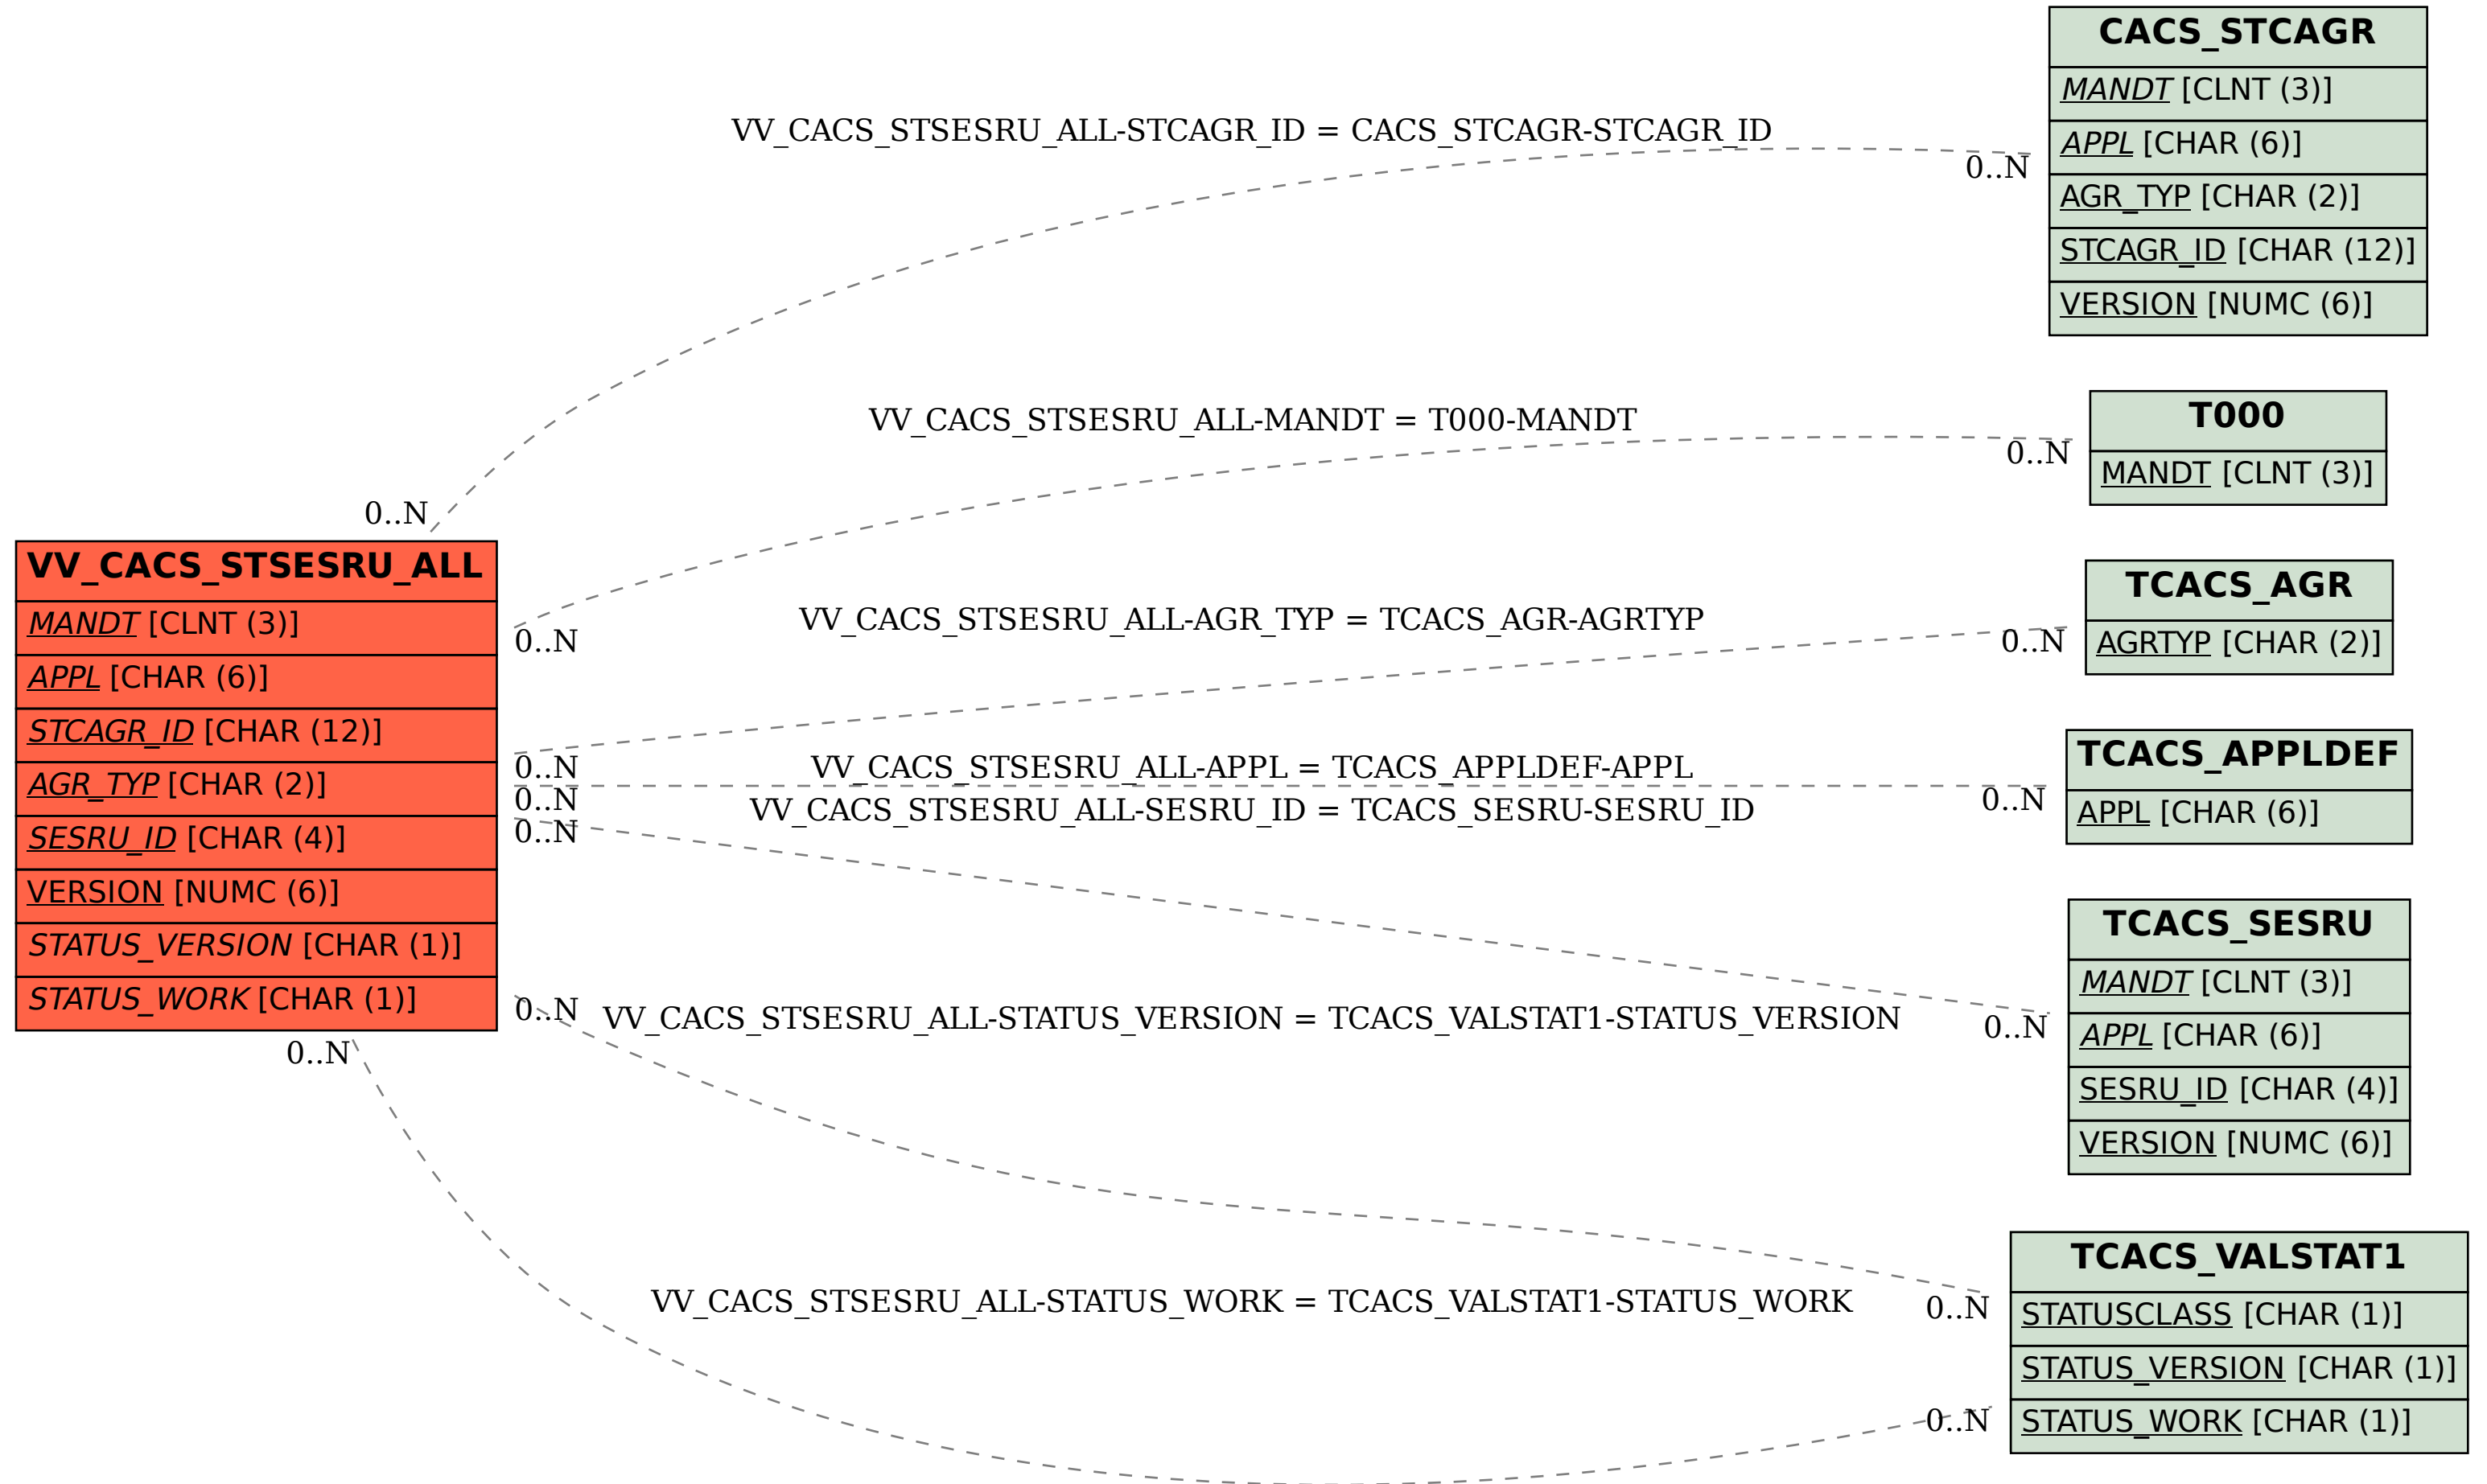 VV_CACS_STSESRU_ALL
MANDT [CLNT (3)]
APPL [CHAR (6)]
STCAGR_ID [CHAR (12)]
AGR_TYP [CHAR (2)]
SESRU_ID [CHAR (4)]
VERSION [NUMC (6)]
STATUS_VERSION [CHAR (1)]
STATUS_WORK [CHAR (1)]
VV_CACS_STSESRU_ALL-STCAGR_ID = CACS_STCAGR-STCAGR_ID
0..N
0..N
VV_CACS_STSESRU_ALL-MANDT = T000-MANDT
0..N
0..N
VV_CACS_STSESRU_ALL-AGR_TYP = TCACS_AGR-AGRTYP
0..N
0..N
VV_CACS_STSESRU_ALL-APPL = TCACS_APPLDEF-APPL
0..N
0..N
VV_CACS_STSESRU_ALL-SESRU_ID = TCACS_SESRU-SESRU_ID
0..N
0..N
VV_CACS_STSESRU_ALL-STATUS_VERSION = TCACS_VALSTAT1-STATUS_VERSION
0..N
0..N
VV_CACS_STSESRU_ALL-STATUS_WORK = TCACS_VALSTAT1-STATUS_WORK
0..N
0..N
CACS_STCAGR
MANDT [CLNT (3)]
APPL [CHAR (6)]
AGR_TYP [CHAR (2)]
STCAGR_ID [CHAR (12)]
VERSION [NUMC (6)]
T000
MANDT [CLNT (3)]
TCACS_AGR
AGRTYP [CHAR (2)]
TCACS_APPLDEF
APPL [CHAR (6)]
TCACS_SESRU
MANDT [CLNT (3)]
APPL [CHAR (6)]
SESRU_ID [CHAR (4)]
VERSION [NUMC (6)]
TCACS_VALSTAT1
STATUSCLASS [CHAR (1)]
STATUS_VERSION [CHAR (1)]
STATUS_WORK [CHAR (1)]